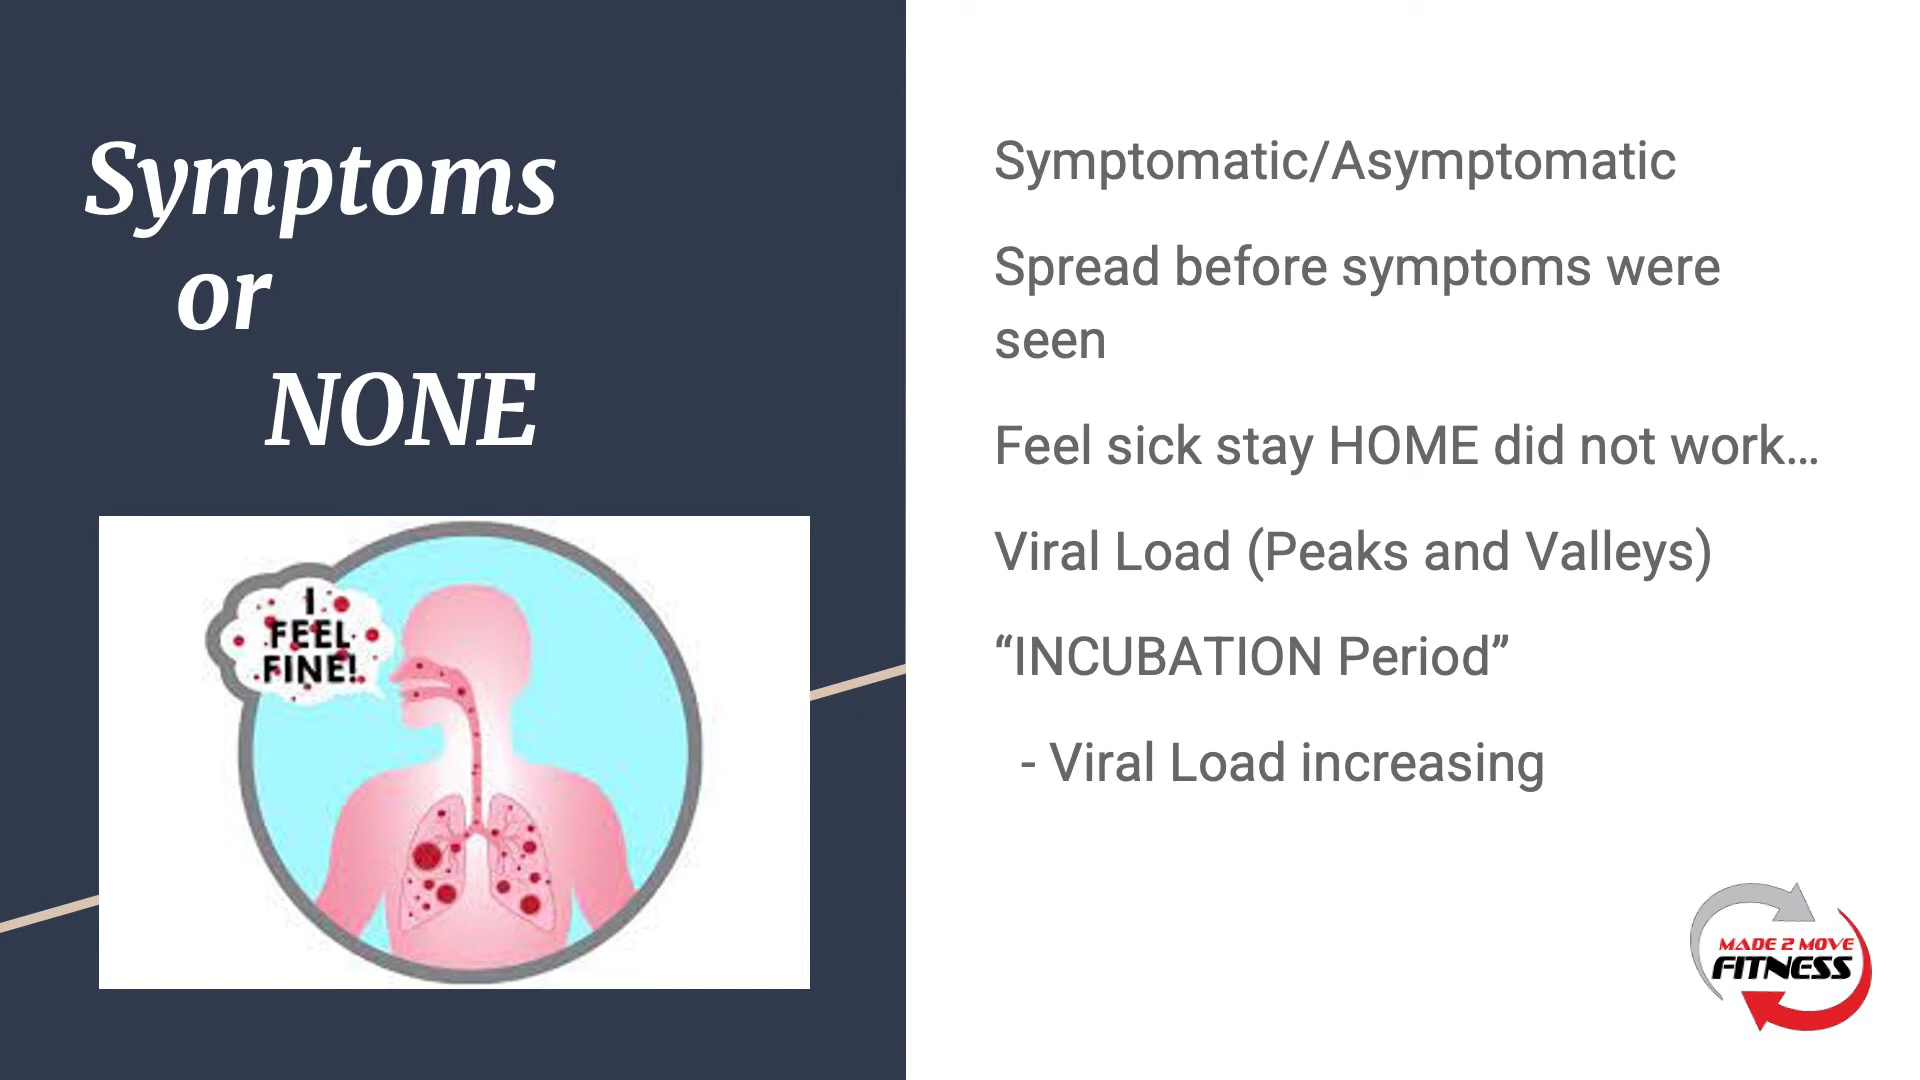 Symptoms
or
NONE
I
FEEL
FINE!
Symptomatic/Asymptomatic
Spread before symptoms were
seen
Feel sick stay HOME did not work...
Viral Load (Peaks and Valleys)
“INCUBATION Period”
- Viral Load increasing
MADE 2 MOVE
FITNESS